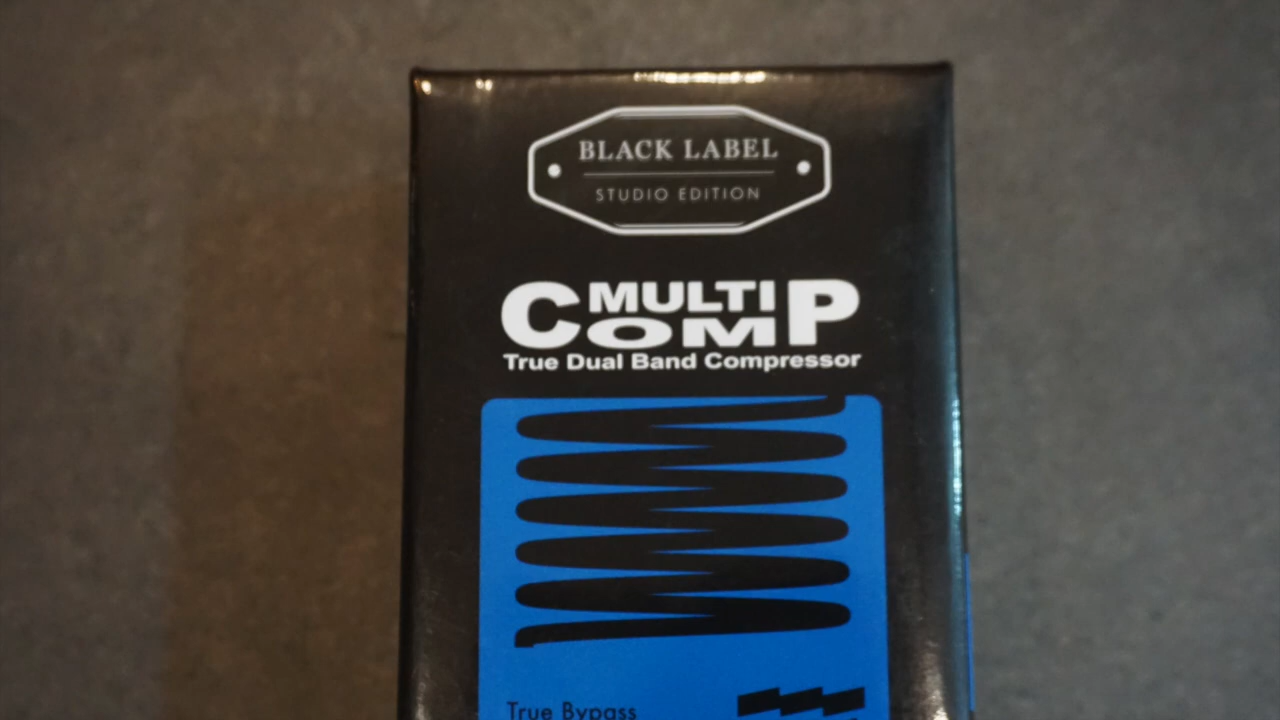 BLACK LABEL
STUDIO EDITION
MULTI COMP
True Dual Band Compressor
True Bypass